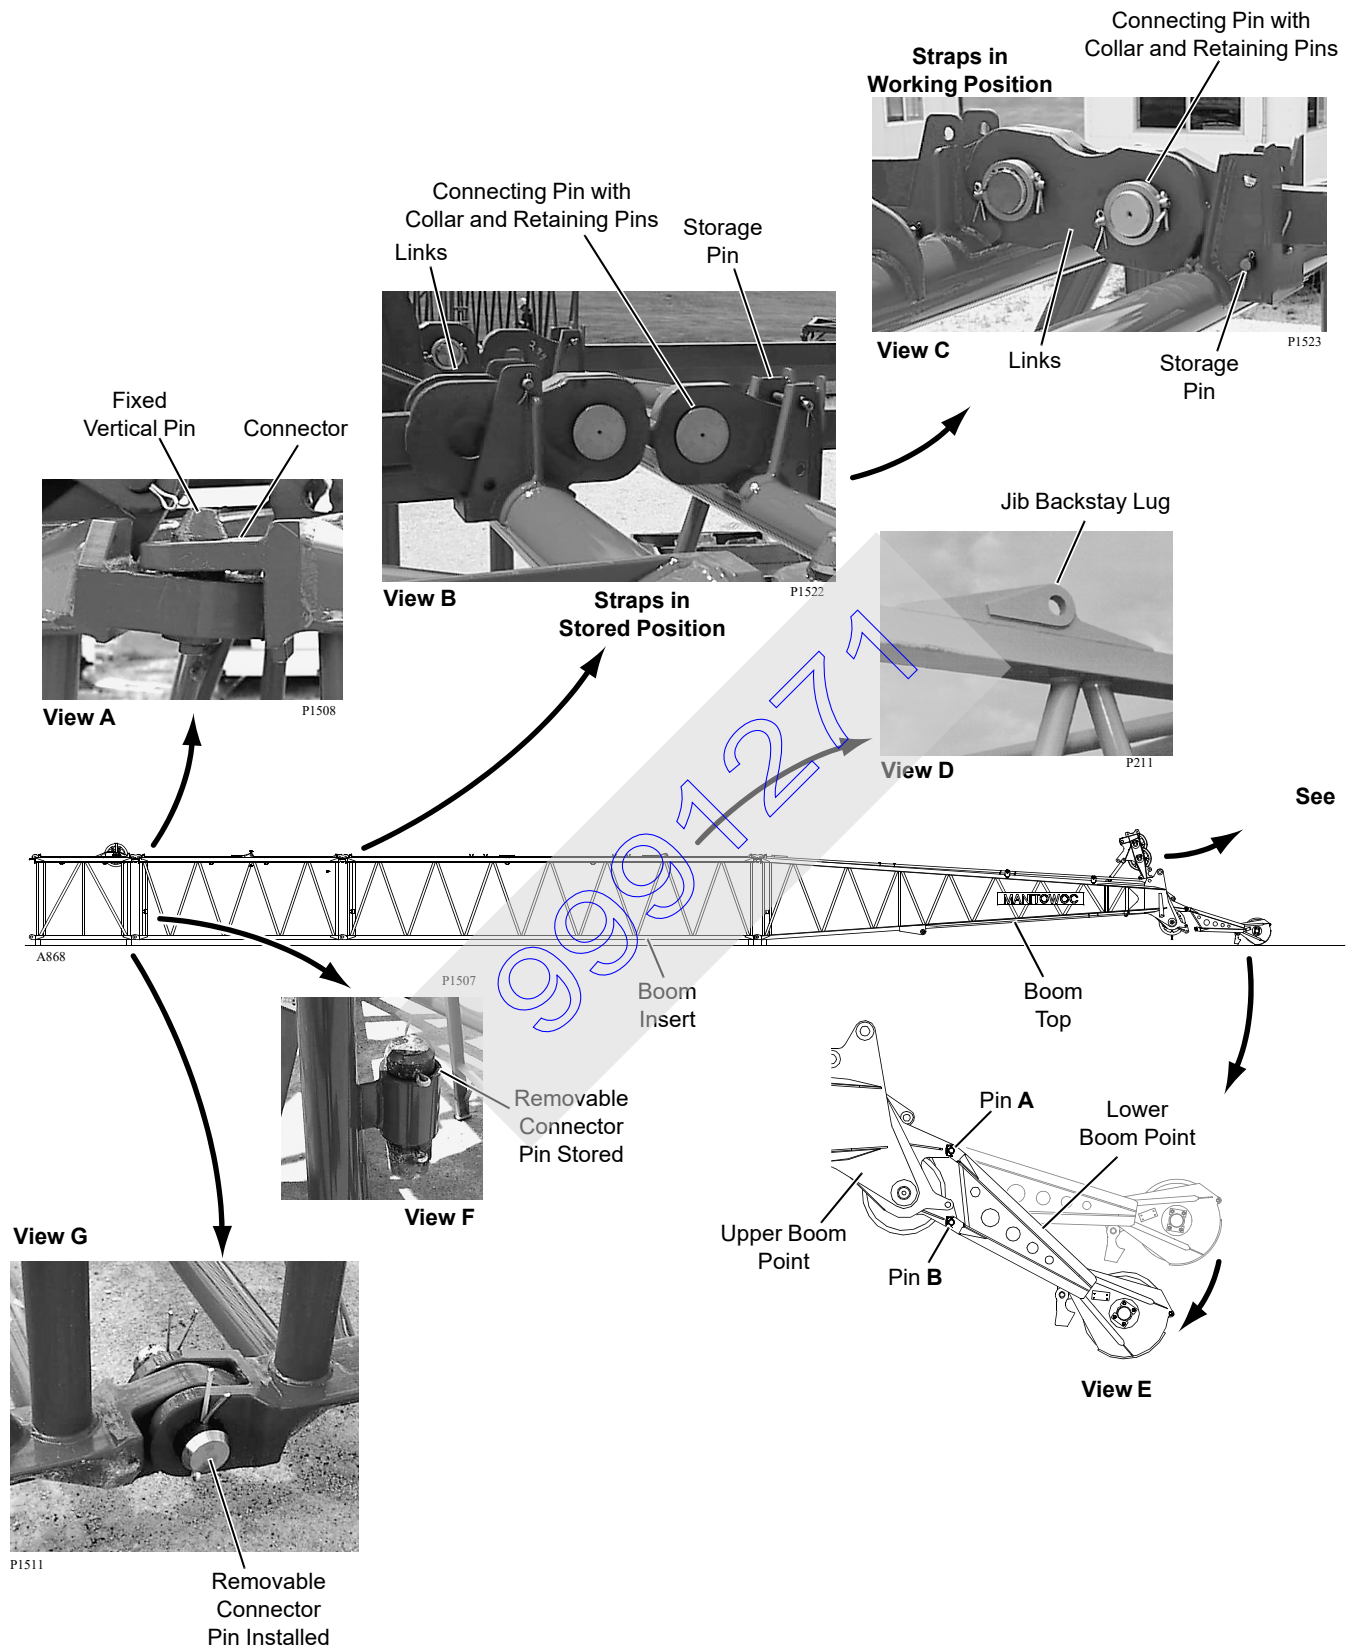 Connecting Pin with
Collar and Retaining Pins
Straps in
Working Position
P1523
View C
Links
Storage
Pin
Connecting Pin with
Collar and Retaining Pins
Links
Storage
Pin
P1522
View B
Straps in
Stored Position
Fixed
Vertical Pin
Connector
P1508
View A
Jib Backstay Lug
P211
View D
See
9991271
MANITOWOC
A868
P1507
Boom
Insert
Boom
Top
Removable
Connector
Pin Stored
View F
Pin A
Lower
Boom Point
Upper Boom
Point
Pin B
View E
View G
P1511
Removable
Connector
Pin Installed